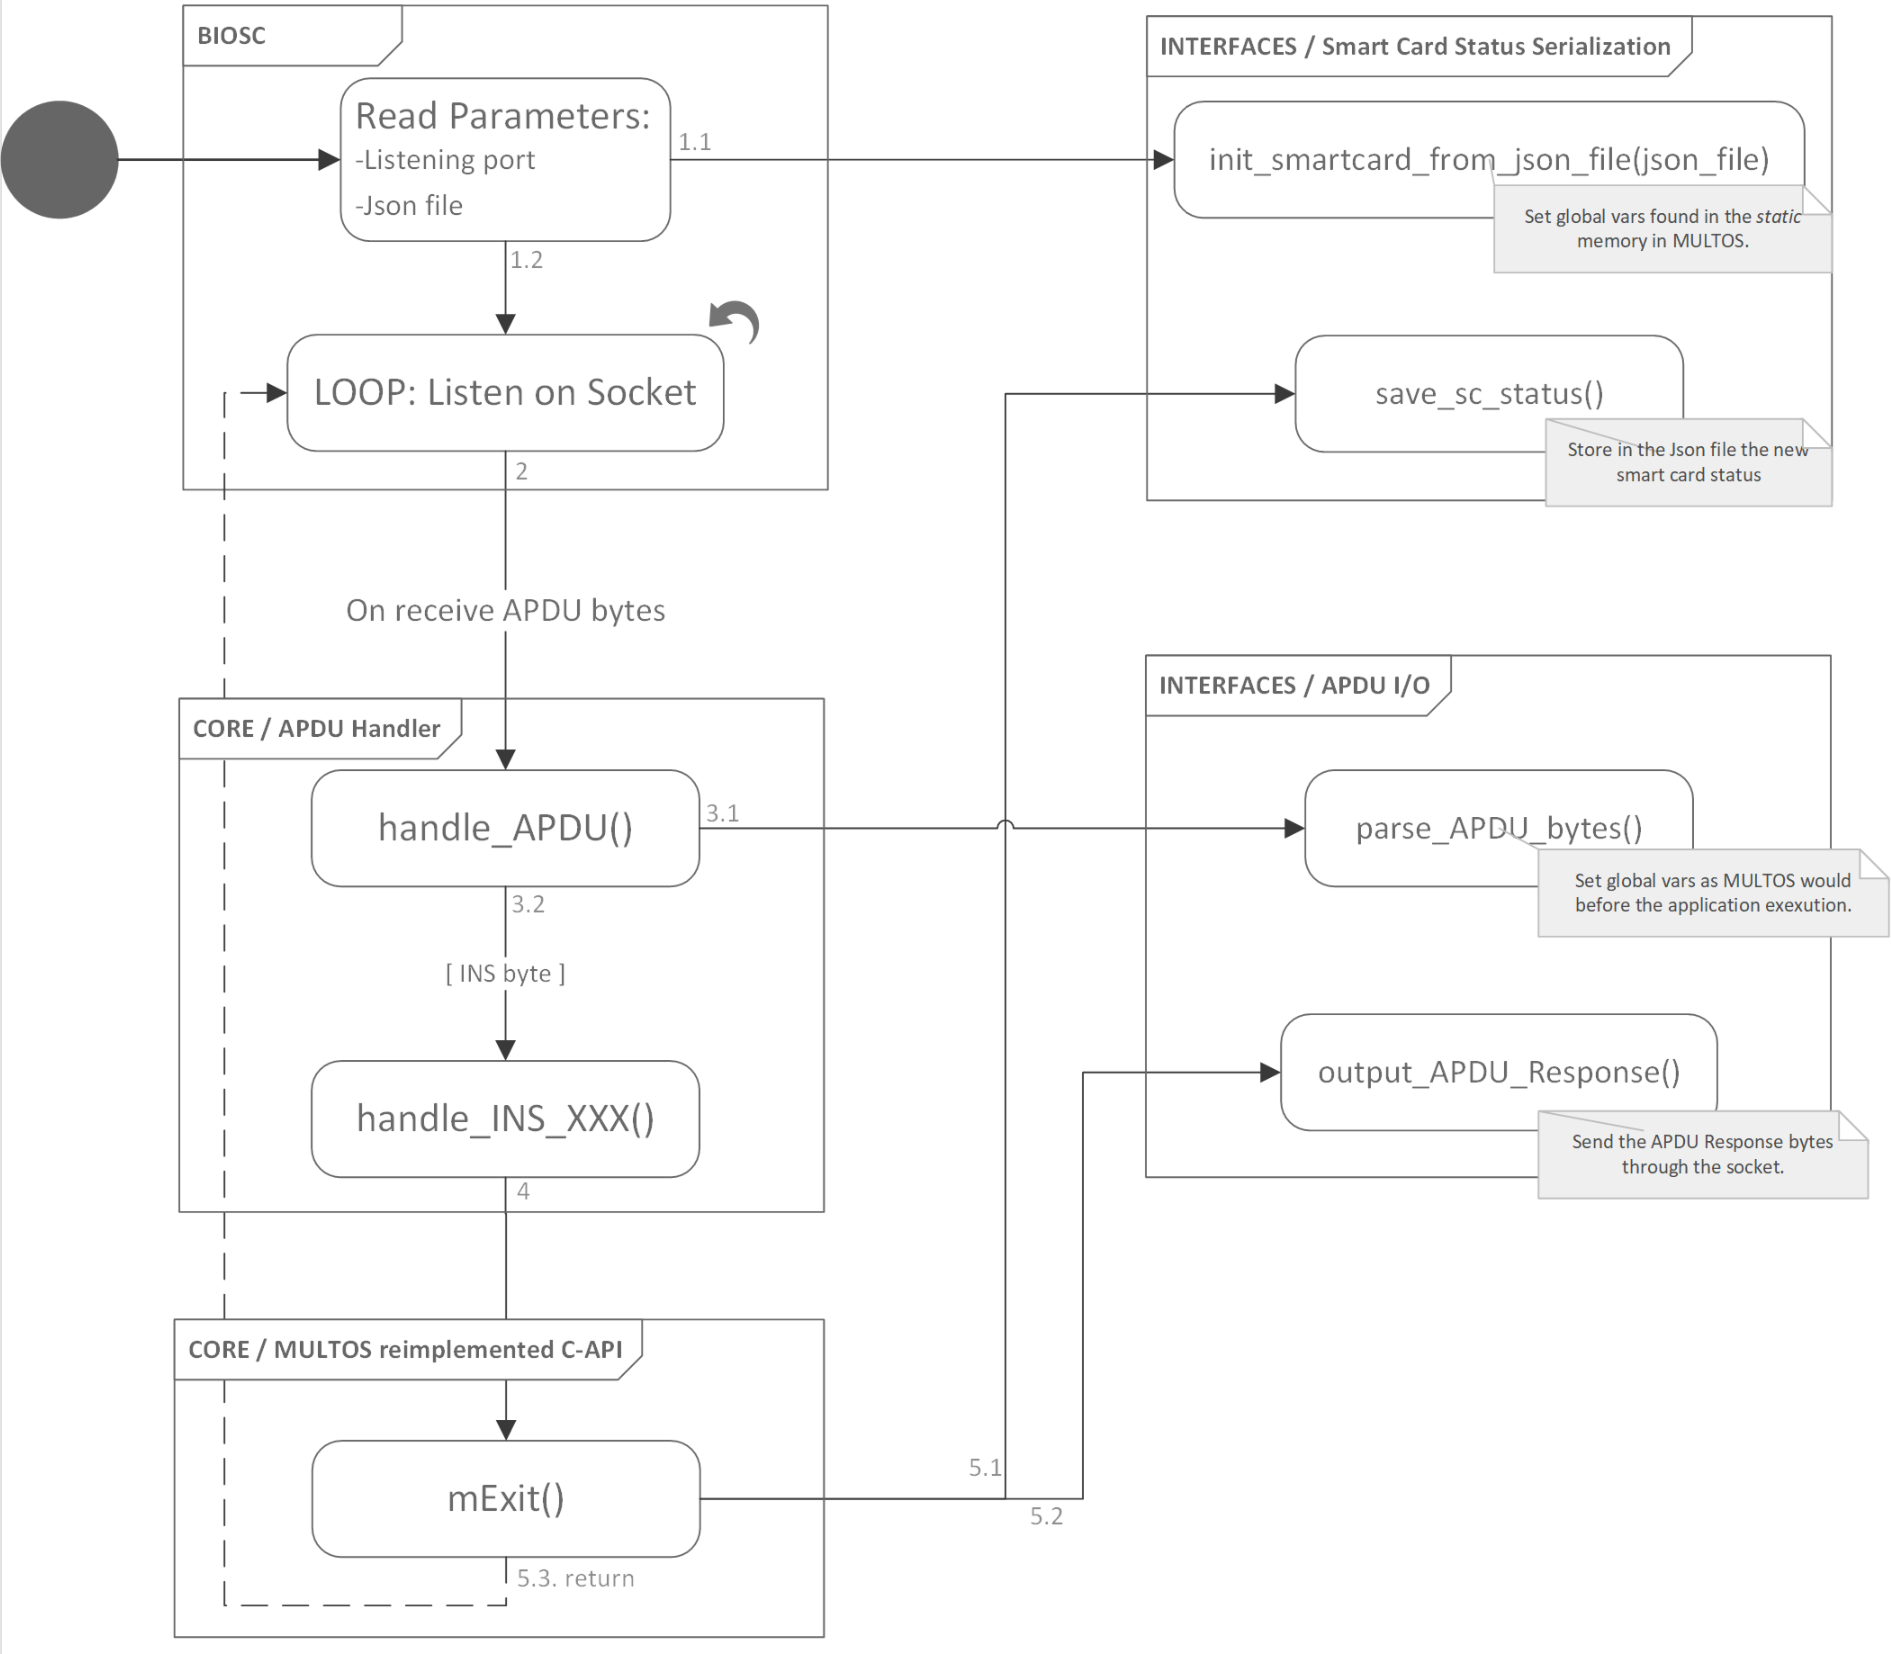 BIOSC
Read Parameters:
-Listening port
-Json file
1.1
1.2
LOOP: Listen on Socket
2
On receive APDU bytes
INTERFACES / Smart Card Status Serialization
init_smartcard_from_json_file(json_file)
Set global vars found in the static
memory in MULTOS.
save_sc_status()
Store in the Json file the new
smart card status
CORE / APDU Handler
handle_APDU()
3.1
3.2
[ INS byte ]
handle_INS_XXX()
4
INTERFACES / APDU I/O
parse_APDU_bytes()
Set global vars as MULTOS would
before the application exexution.
output_APDU_Response()
Send the APDU Response bytes
through the socket.
CORE / MULTOS reimplemented C-API
mExit()
5.1
5.2
5.3. return